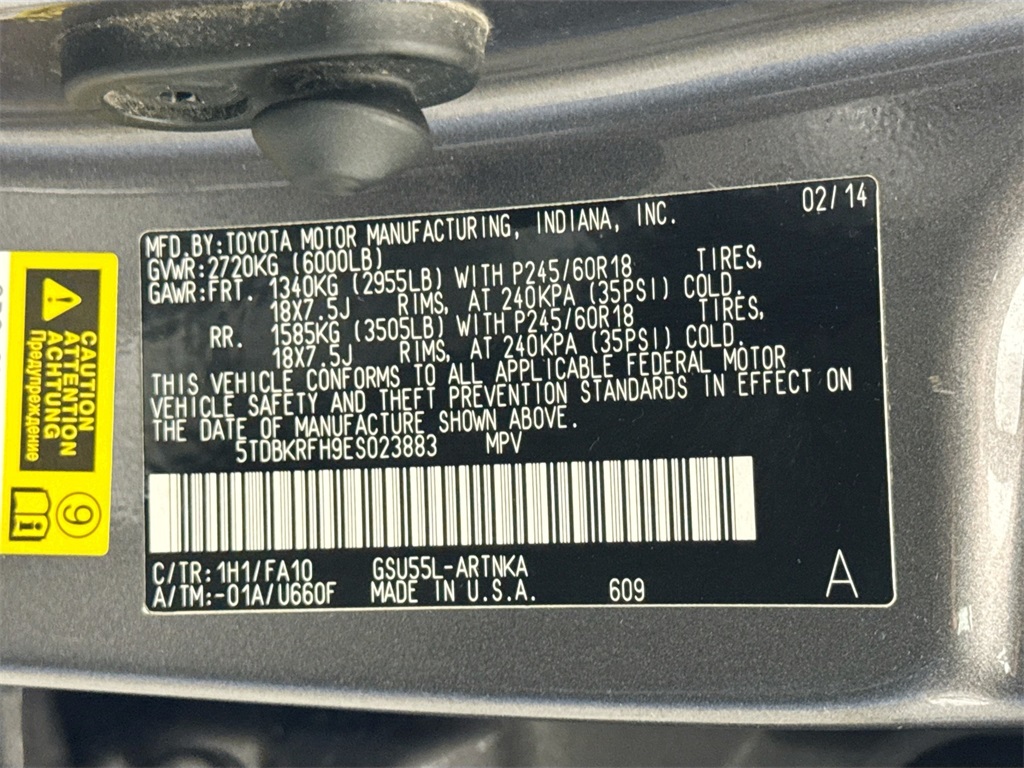 02/14
MFD. BY: TOYOTA MOTOR MANUFACTURING, INDIANA, INC.
GVWR: 2720KG (6000LB)
GAWR: FRT. 1340KG (2955LB) WITH P245/60R18 TIRES,
18X7.5J RIMS, AT 240KPA (35PSI) COLD.
RR. 1585KG (3505LB) WITH P245/60R18 TIRES,
18X7.5J RIMS, AT 240KPA (35PSI) COLD.
THIS VEHICLE CONFORMS TO ALL APPLICABLE FEDERAL MOTOR
VEHICLE SAFETY AND THEFT PREVENTION STANDARDS IN EFFECT ON
THE DATE OF MANUFACTURE SHOWN ABOVE.
5TDBKRFH9ES023883 MPV
C/TR: 1H1/FA10 GSU55L-ARTNKA
A/TM: -01A/U660F MADE IN U.S.A. 609 A
CAUTION
ATTENTION
ACHTUNG
Предупреждение
9
i